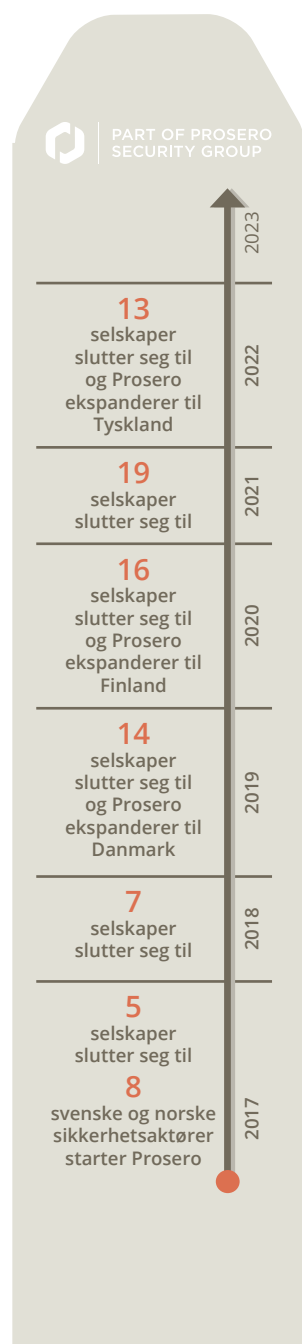 PART OF PROSERO
SECURITY GROUP
2023
13
selskaper
slutter seg til
og Prosero
ekspanderer til
Tyskland
2022
19
selskaper
slutter seg til
2021
16
selskaper
slutter seg til
og Prosero
ekspanderer til
Finland
2020
14
selskaper
slutter seg til
og Prosero
ekspanderer til
Danmark
2019
7
selskaper
slutter seg til
2018
5
selskaper
slutter seg til
8
svenske og norske
sikkerhetsaktører
starter Prosero
2017